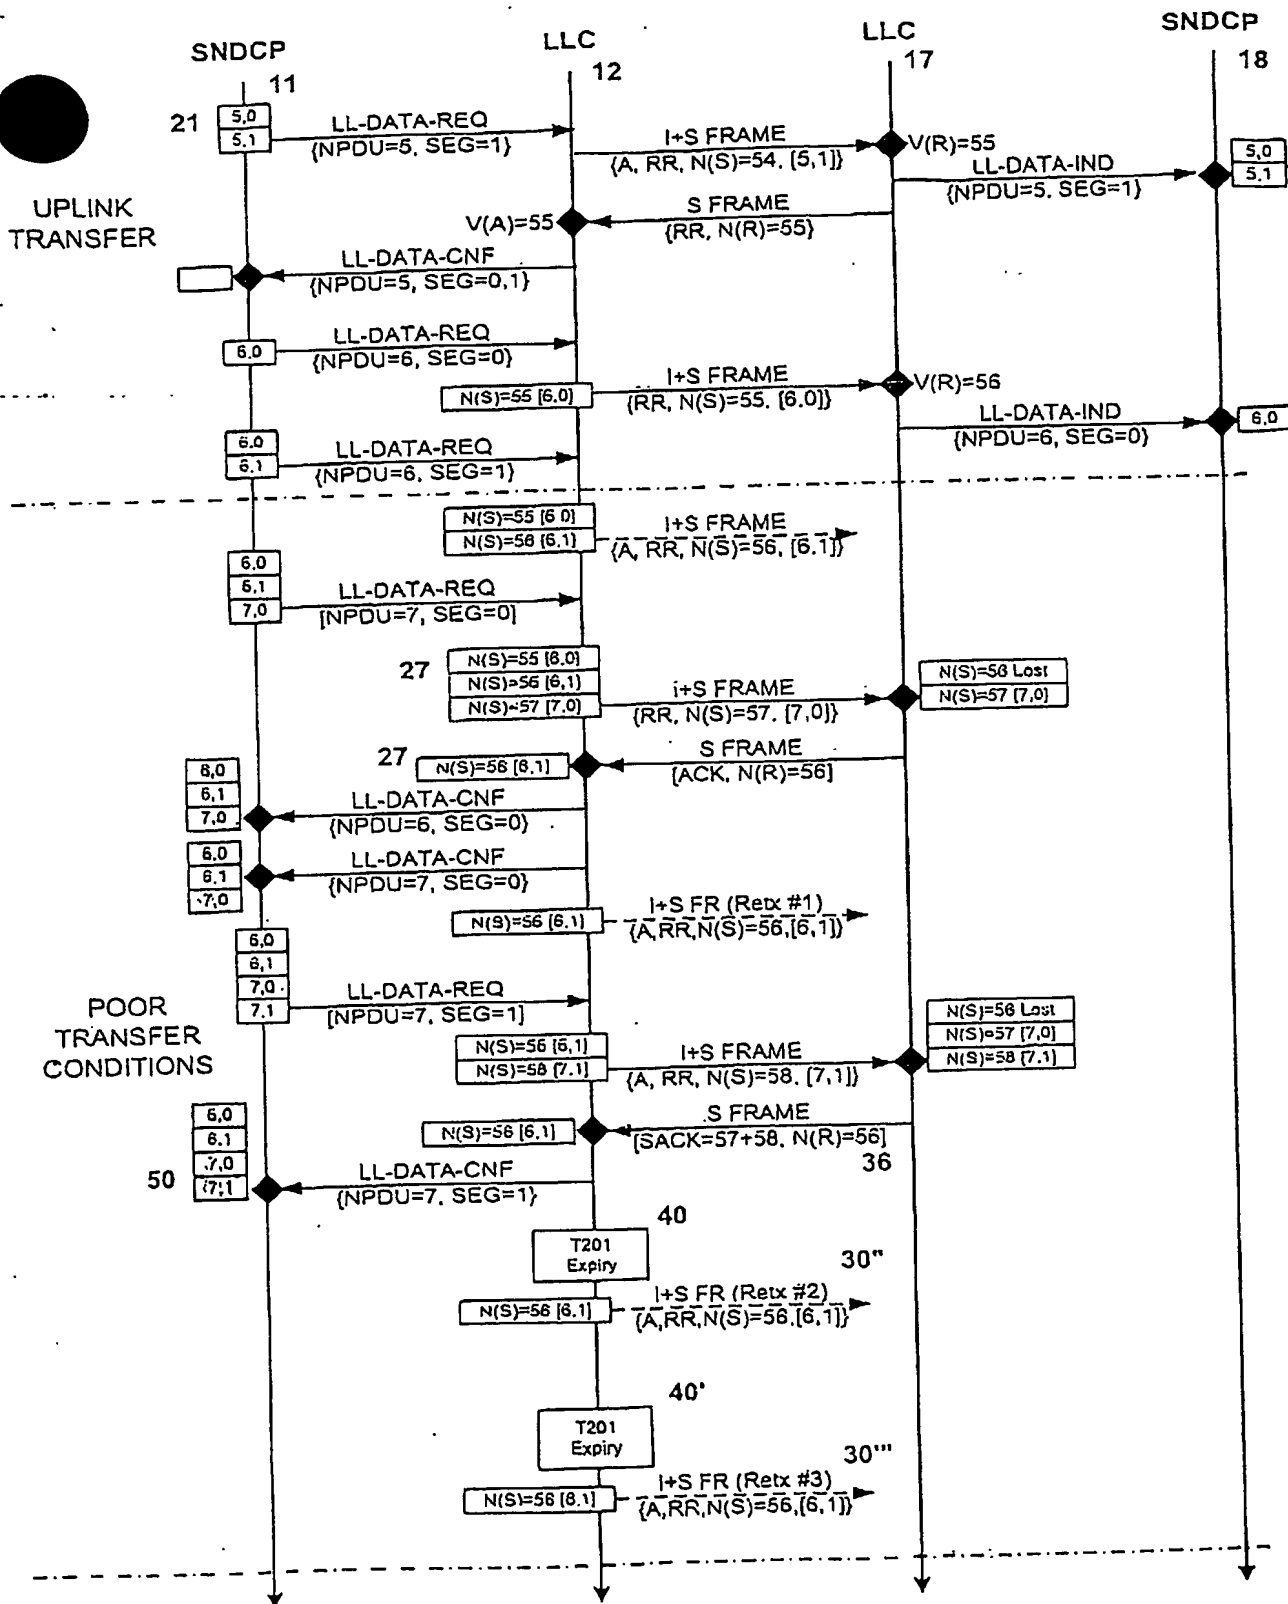 SNDCP
LLC
LLC
SNDCP
11
12
17
18
21
5,0
5,1
LL-DATA-REQ
{NPDU=5, SEG=1}
I+S FRAME
{A, RR, N(S)=54, [5,1]}
V(R)=55
LL-DATA-IND
{NPDU=5, SEG=1}
5,0
5,1
UPLINK
TRANSFER
S FRAME
{RR, N(R)=55}
V(A)=55
LL-DATA-CNF
{NPDU=5, SEG=0,1}
6,0
LL-DATA-REQ
{NPDU=6, SEG=0}
N(S)=55 [6,0]
I+S FRAME
{RR, N(S)=55, [6,0]}
V(R)=56
LL-DATA-IND
{NPDU=6, SEG=0}
6,0
6,0
6,1
LL-DATA-REQ
{NPDU=6, SEG=1}
N(S)=55 [6 0]
N(S)=56 [6,1]
I+S FRAME
{A, RR, N(S)=56, [6,1]}
6,0
6,1
7,0
LL-DATA-REQ
[NPDU=7, SEG=0]
27
N(S)=55 [6,0]
N(S)=56 [6,1]
N(S)=57 [7,0]
I+S FRAME
{RR, N(S)=57, [7,0]}
N(S)=56 Lost
N(S)=57 [7,0]
27
N(S)=56 [6,1]
S FRAME
[ACK, N(R)=56]
6,0
6,1
7,0
LL-DATA-CNF
{NPDU=6, SEG=0}
6,0
6,1
7,0
LL-DATA-CNF
{NPDU=7, SEG=0}
N(S)=56 [6,1]
I+S FR (Retx #1)
{A,RR,N(S)=56,[6,1]}
6,0
6,1
7,0
7,1
LL-DATA-REQ
[NPDU=7, SEG=1]
POOR
TRANSFER
CONDITIONS
N(S)=56 [6,1]
N(S)=58 [7,1]
I+S FRAME
{A, RR, N(S)=58, [7,1]}
N(S)=56 Lost
N(S)=57 [7,0]
N(S)=58 [7,1]
N(S)=56 [6,1]
S FRAME
[SACK=57+58, N(R)=56]
36
50
6,0
6,1
7,0
7,1
LL-DATA-CNF
{NPDU=7, SEG=1}
40
T201
Expiry
30"
N(S)=56 [6,1]
I+S FR (Retx #2)
{A,RR,N(S)=56,[6,1]}
40'
T201
Expiry
30"'
N(S)=56 [6,1]
I+S FR (Retx #3)
{A,RR,N(S)=56,[6,1]}